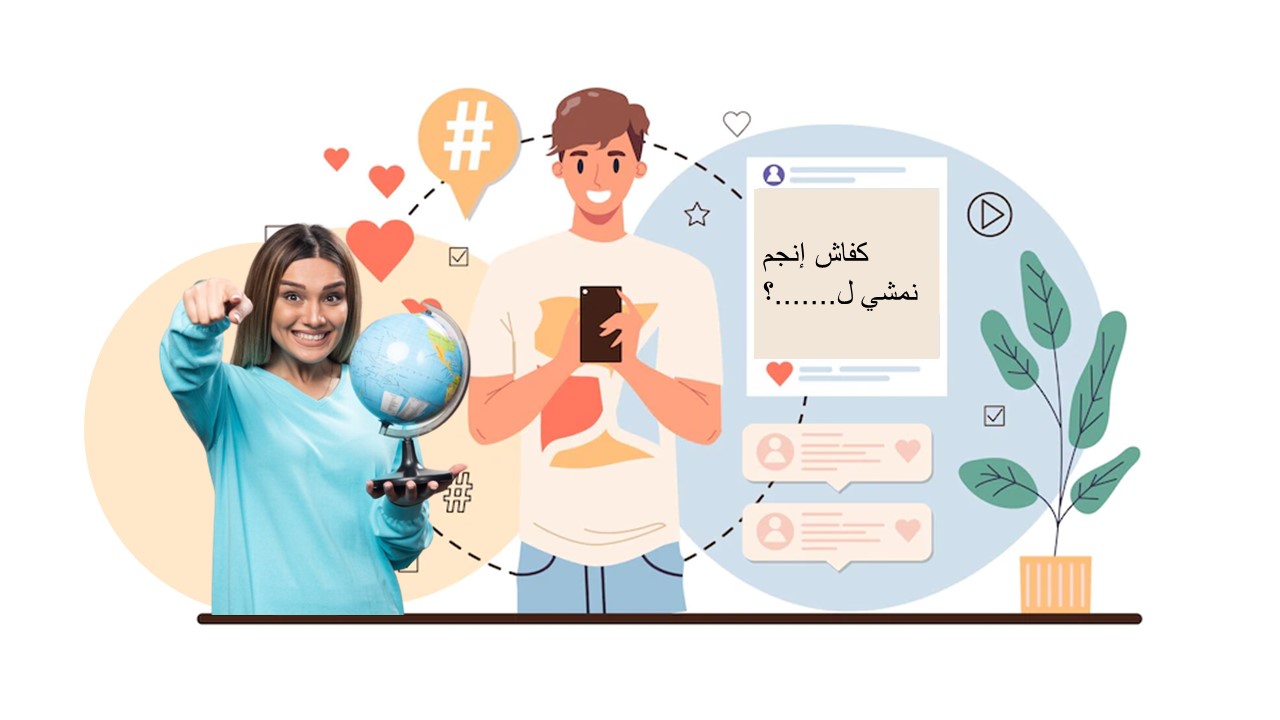 #
كفاش إنجم
نمشي ل.......؟
#